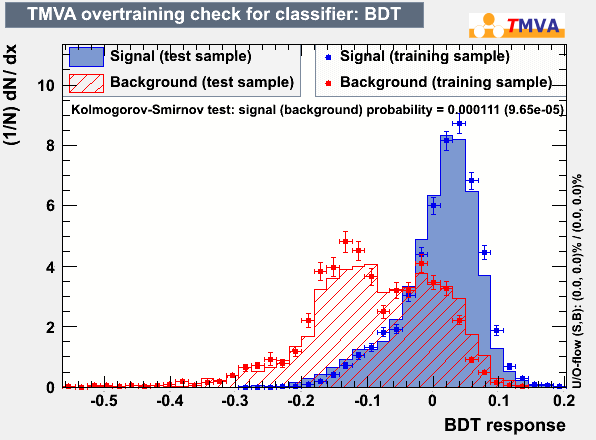 TMVA overtraining check for classifier: BDT
TMVA
Signal (test sample)
Background (test sample)
Signal (training sample)
Background (training sample)
Kolmogorov-Smirnov test: signal (background) probability = 0.000111 (9.65e-05)
(1/N) dN / dx
10
8
6
4
2
0
-0.5
-0.4
-0.3
-0.2
-0.1
0
0.1
0.2
BDT response
U/O-flow (S,B): (0.0, 0.0)% / (0.0, 0.0)%